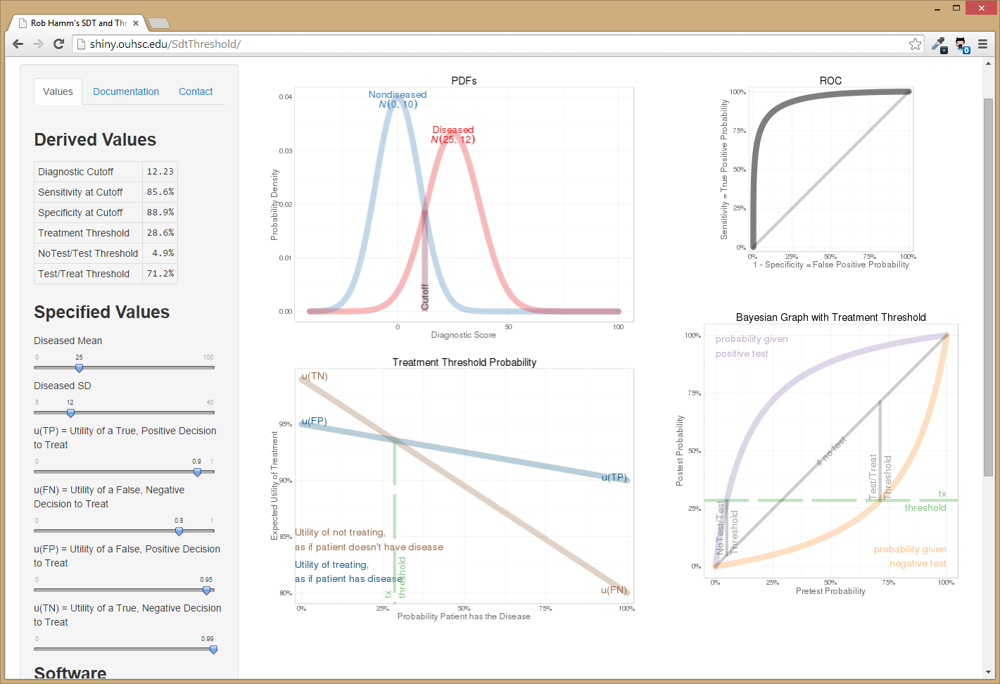 Rob Hamm's SDT and Thr
shiny.ouhsc.edu/SdtThreshold/
0
Values
Documentation
Contact
Derived Values
Diagnostic Cutoff 12.23
Sensitivity at Cutoff 85.6%
Specificity at Cutoff 88.9%
Treatment Threshold 28.6%
NoTest/Test Threshold 4.9%
Test/Treat Threshold 71.2%
Specified Values
Diseased Mean
0 25 100
Diseased SD
5 12 40
u(TP) = Utility of a True, Positive Decision
to Treat
0 0.9 1
u(FN) = Utility of a False, Negative
Decision to Treat
0 0.8 1
u(FP) = Utility of a False, Positive Decision
to Treat
0 0.95
u(TN) = Utility of a True, Negative Decision
to Treat
0 0.99
Software
PDFs
Nondiseased
N(0, 10)
Diseased
N(25, 12)
Cutoff
Probability Density
0.04
0.03
0.02
0.01
0.00
0 50 100
Diagnostic Score
ROC
Sensitivity = True Positive Probability
100%
75%
50%
25%
0%
0% 25% 50% 75% 100%
1 - Specificity = False Positive Probability
Treatment Threshold Probability
u(TN)
u(FP)
u(TP)
u(FN)
Expected Utility of Treatment
95%
90%
85%
80%
Utility of not treating,
as if patient doesn't have disease
Utility of treating,
as if patient has disease
tx
threshold
0% 25% 50% 75% 100%
Probability Patient has the Disease
Bayesian Graph with Treatment Threshold
probability given
positive test
if no test
Test/Treat
Threshold
NoTest/Test
Threshold
tx
threshold
probability given
negative test
Postest Probability
100%
75%
50%
25%
0%
0% 25% 50% 75% 100%
Pretest Probability